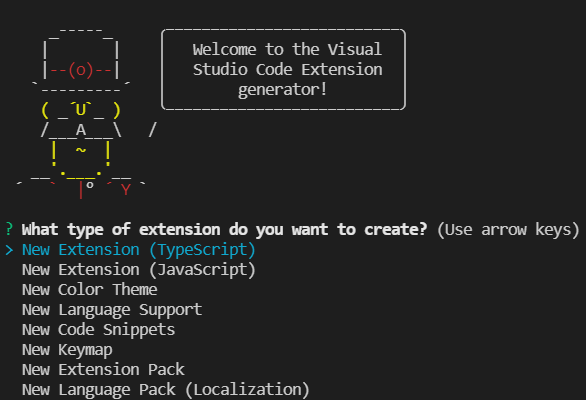 Welcome to the Visual
Studio Code Extension
generator!
? What type of extension do you want to create? (Use arrow keys)
> New Extension (TypeScript)
New Extension (JavaScript)
New Color Theme
New Language Support
New Code Snippets
New Keymap
New Extension Pack
New Language Pack (Localization)